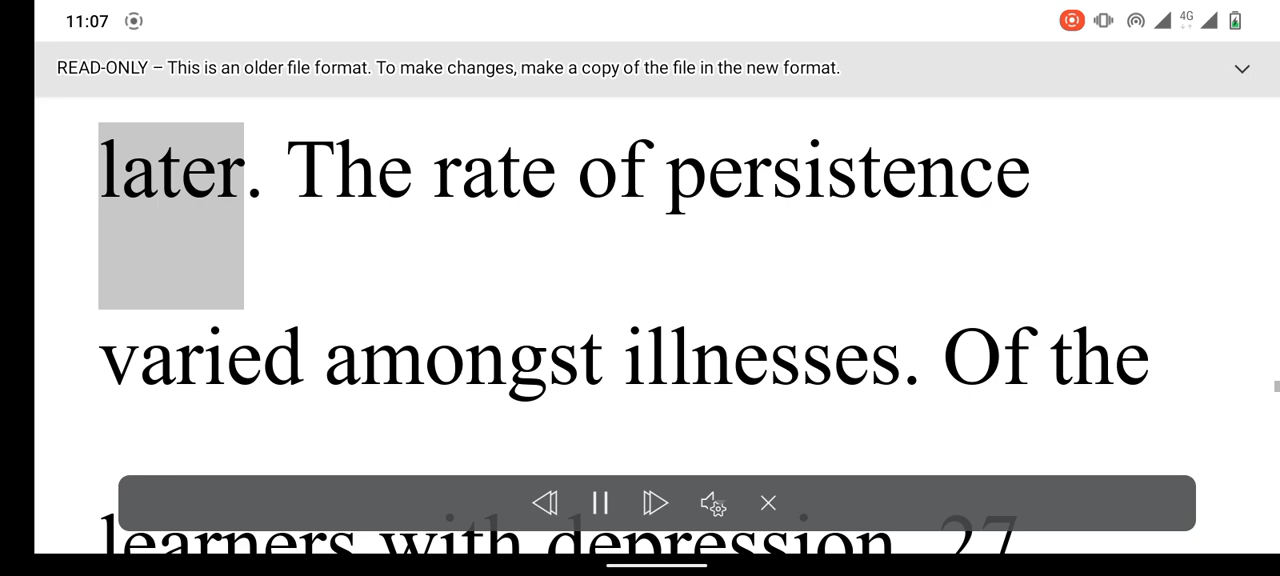 11:07
4G
READ-ONLY – This is an older file format. To make changes, make a copy of the file in the new format.
later. The rate of persistence
varied amongst illnesses. Of the
learners with depression, 27